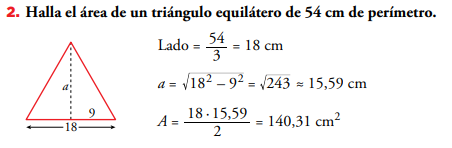 2. Halla el área de un triángulo equilátero de 54 cm de perímetro.
Lado = 54/3 = 18 cm
a = √(18² – 9²) = √243 ≈ 15,59 cm
A = (18 · 15,59)/2 = 140,31 cm²
a
9
18